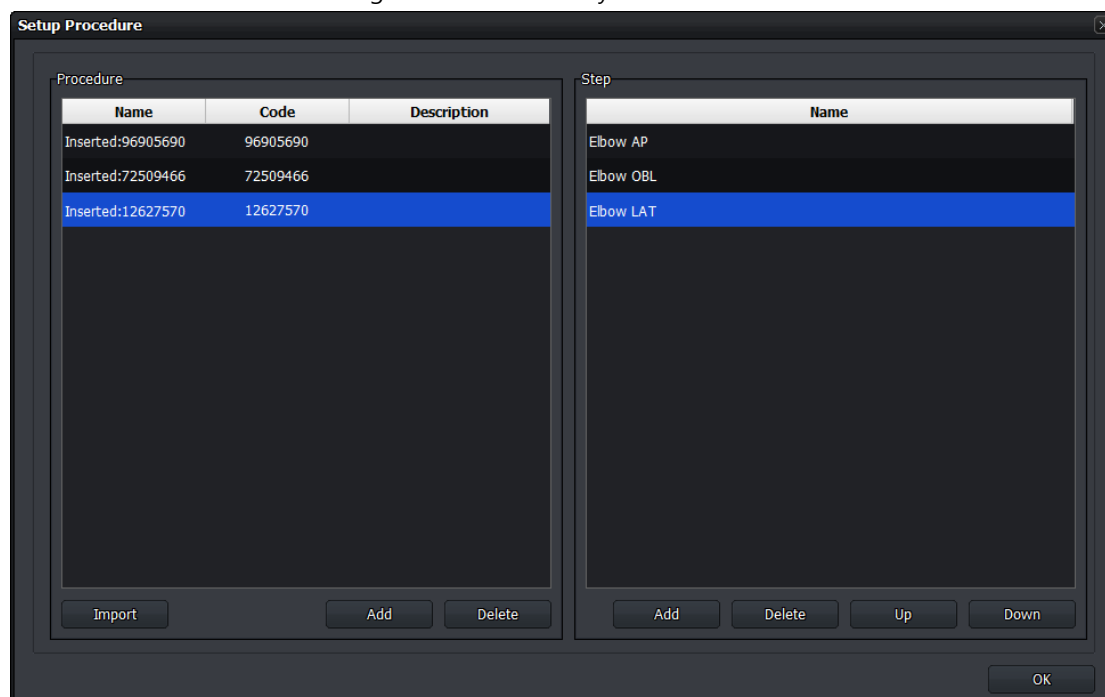 Setup Procedure
Procedure
Name Code Description
Inserted:96905690 96905690
Inserted:72509466 72509466
Inserted:12627570 12627570
Import Add Delete
Step
Name
Elbow AP
Elbow OBL
Elbow LAT
Add Delete Up Down
OK